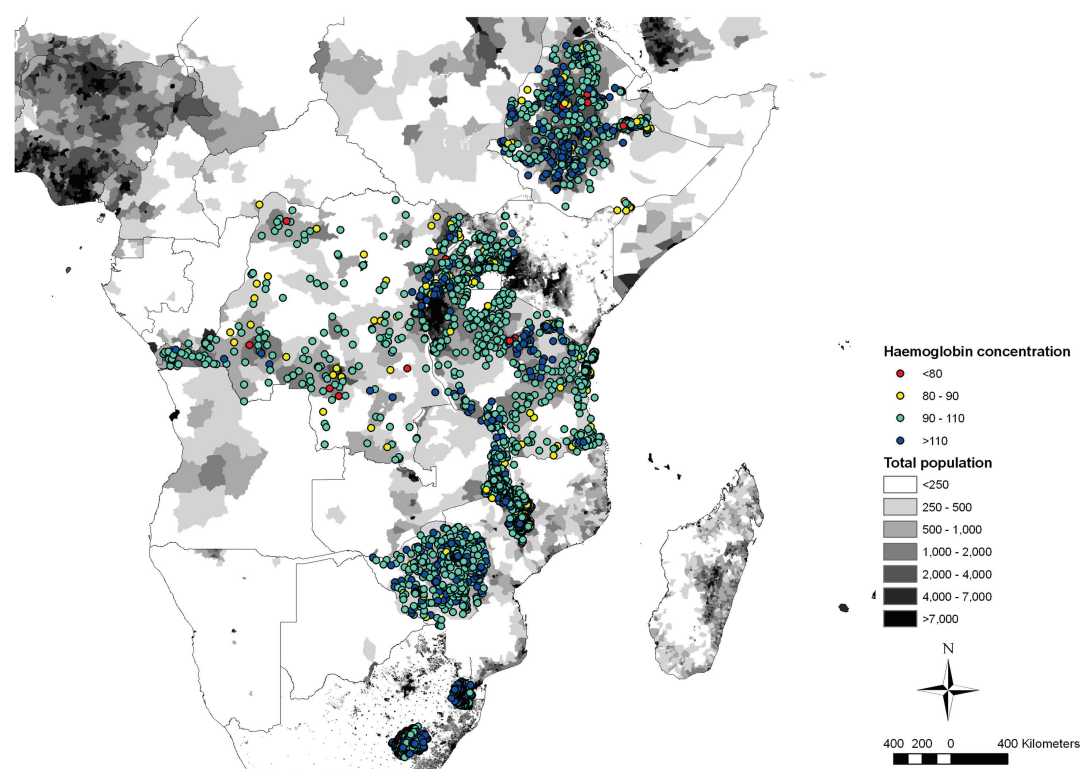 Haemoglobin concentration
<80
80 - 90
90 - 110
>110
Total population
<250
250 - 500
500 - 1,000
1,000 - 2,000
2,000 - 4,000
4,000 - 7,000
>7,000
N
400 200 0 400 Kilometers